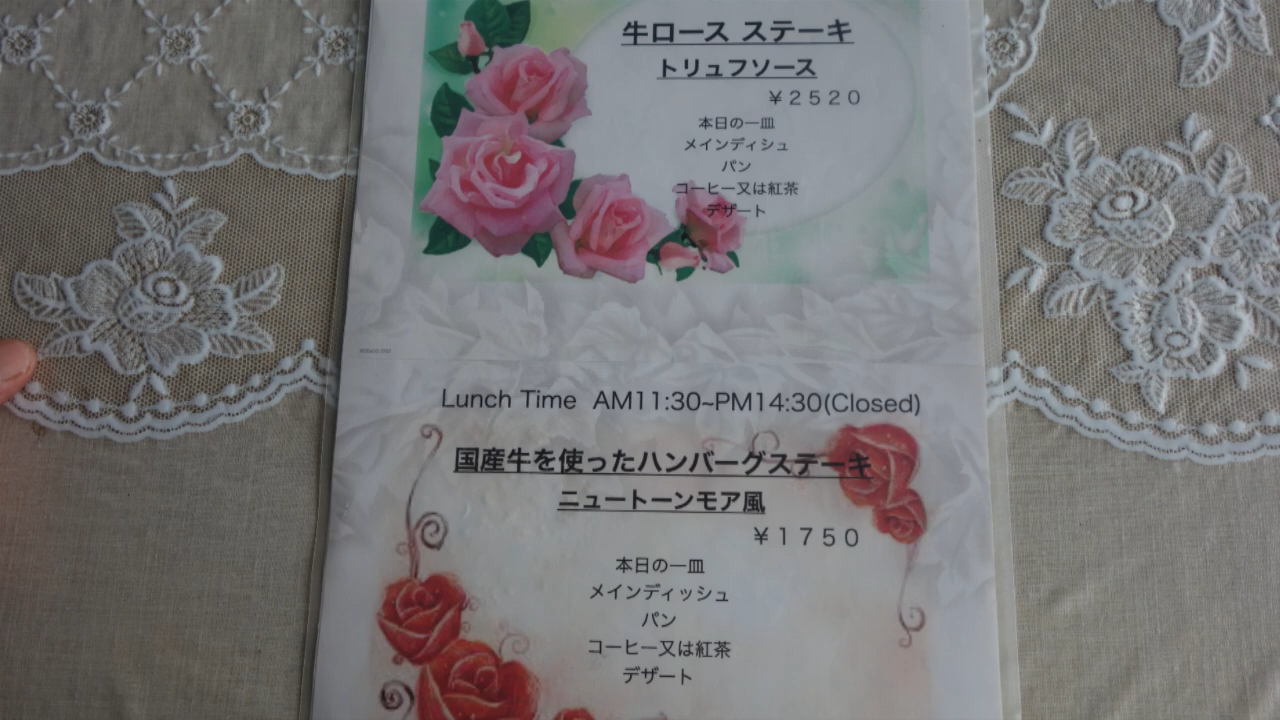 牛ロース ステーキ
トリュフソース
￥２５２０
本日の一皿
メインディシュ
パン
コーヒー又は紅茶
デザート
Lunch Time AM11:30~PM14:30(Closed)
国産牛を使ったハンバーグステーキ
ニュートーンモア風
￥１７５０
本日の一皿
メインディッシュ
パン
コーヒー又は紅茶
デザート